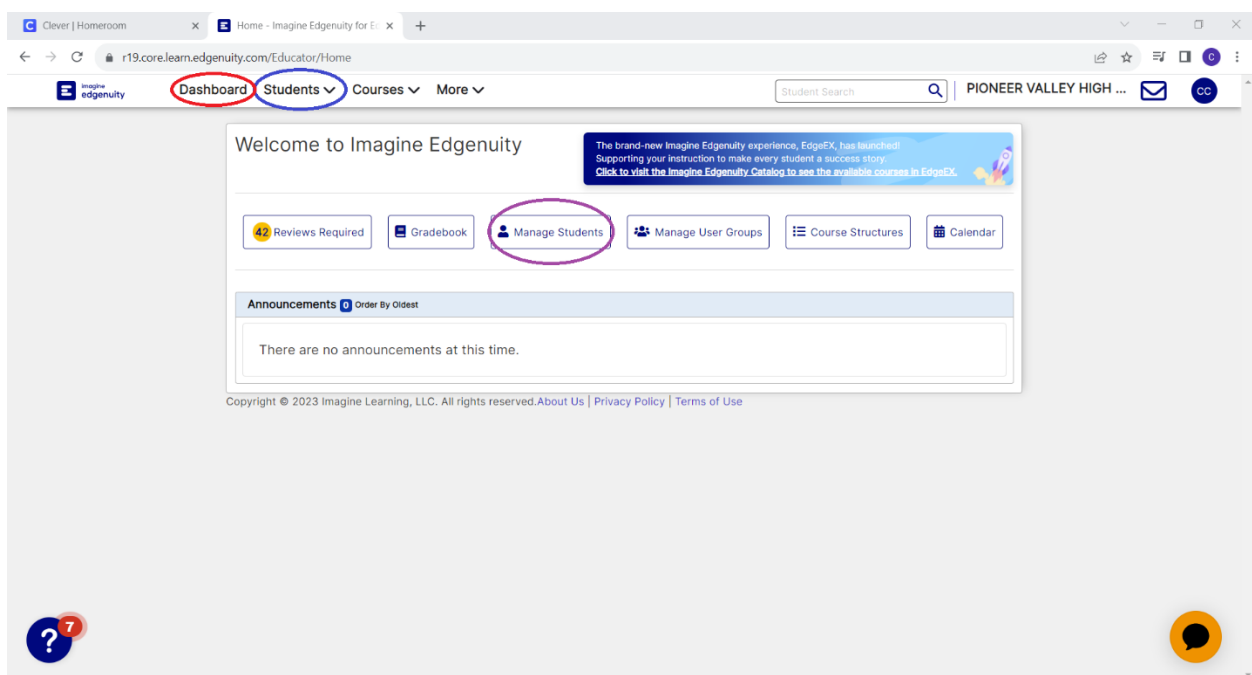 Clever | Homeroom
Home - Imagine Edgenuity for Ed
r19.core.learn.edgenuity.com/Educator/Home
C
imagine edgenuity
Dashboard Students Courses More
Student Search
PIONEER VALLEY HIGH ...
CC
Welcome to Imagine Edgenuity
The brand-new Imagine Edgenuity experience, EdgeEX, has launched!
Supporting your instruction to make every student a success story.
Click to visit the Imagine Edgenuity Catalog to see the available courses in EdgeEX.
42 Reviews Required
Gradebook
Manage Students
Manage User Groups
Course Structures
Calendar
Announcements 0 Order By Oldest
There are no announcements at this time.
Copyright © 2023 Imagine Learning, LLC. All rights reserved.About Us | Privacy Policy | Terms of Use
? 7